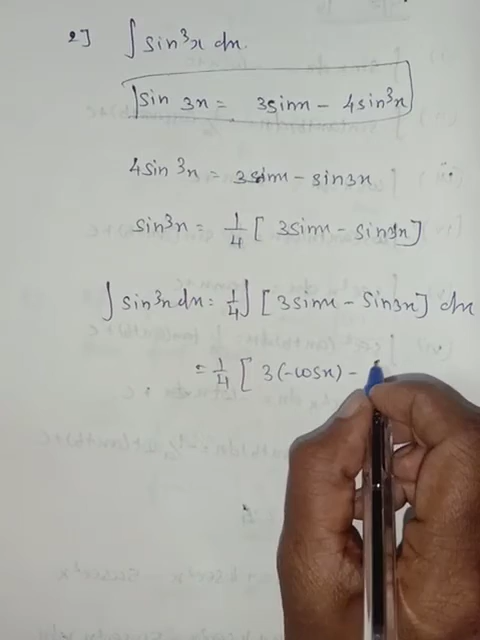 2] ∫ sin³x dx.
sin 3x = 3sinx - 4sin³x
4sin³x = 3sinx - sin3x
sin³x = 1/4 [ 3sinx - sin3x ]
∫ sin³x dx = 1/4 ∫ [ 3sinx - sin3x ] dx
= 1/4 [ 3(-cosx) -